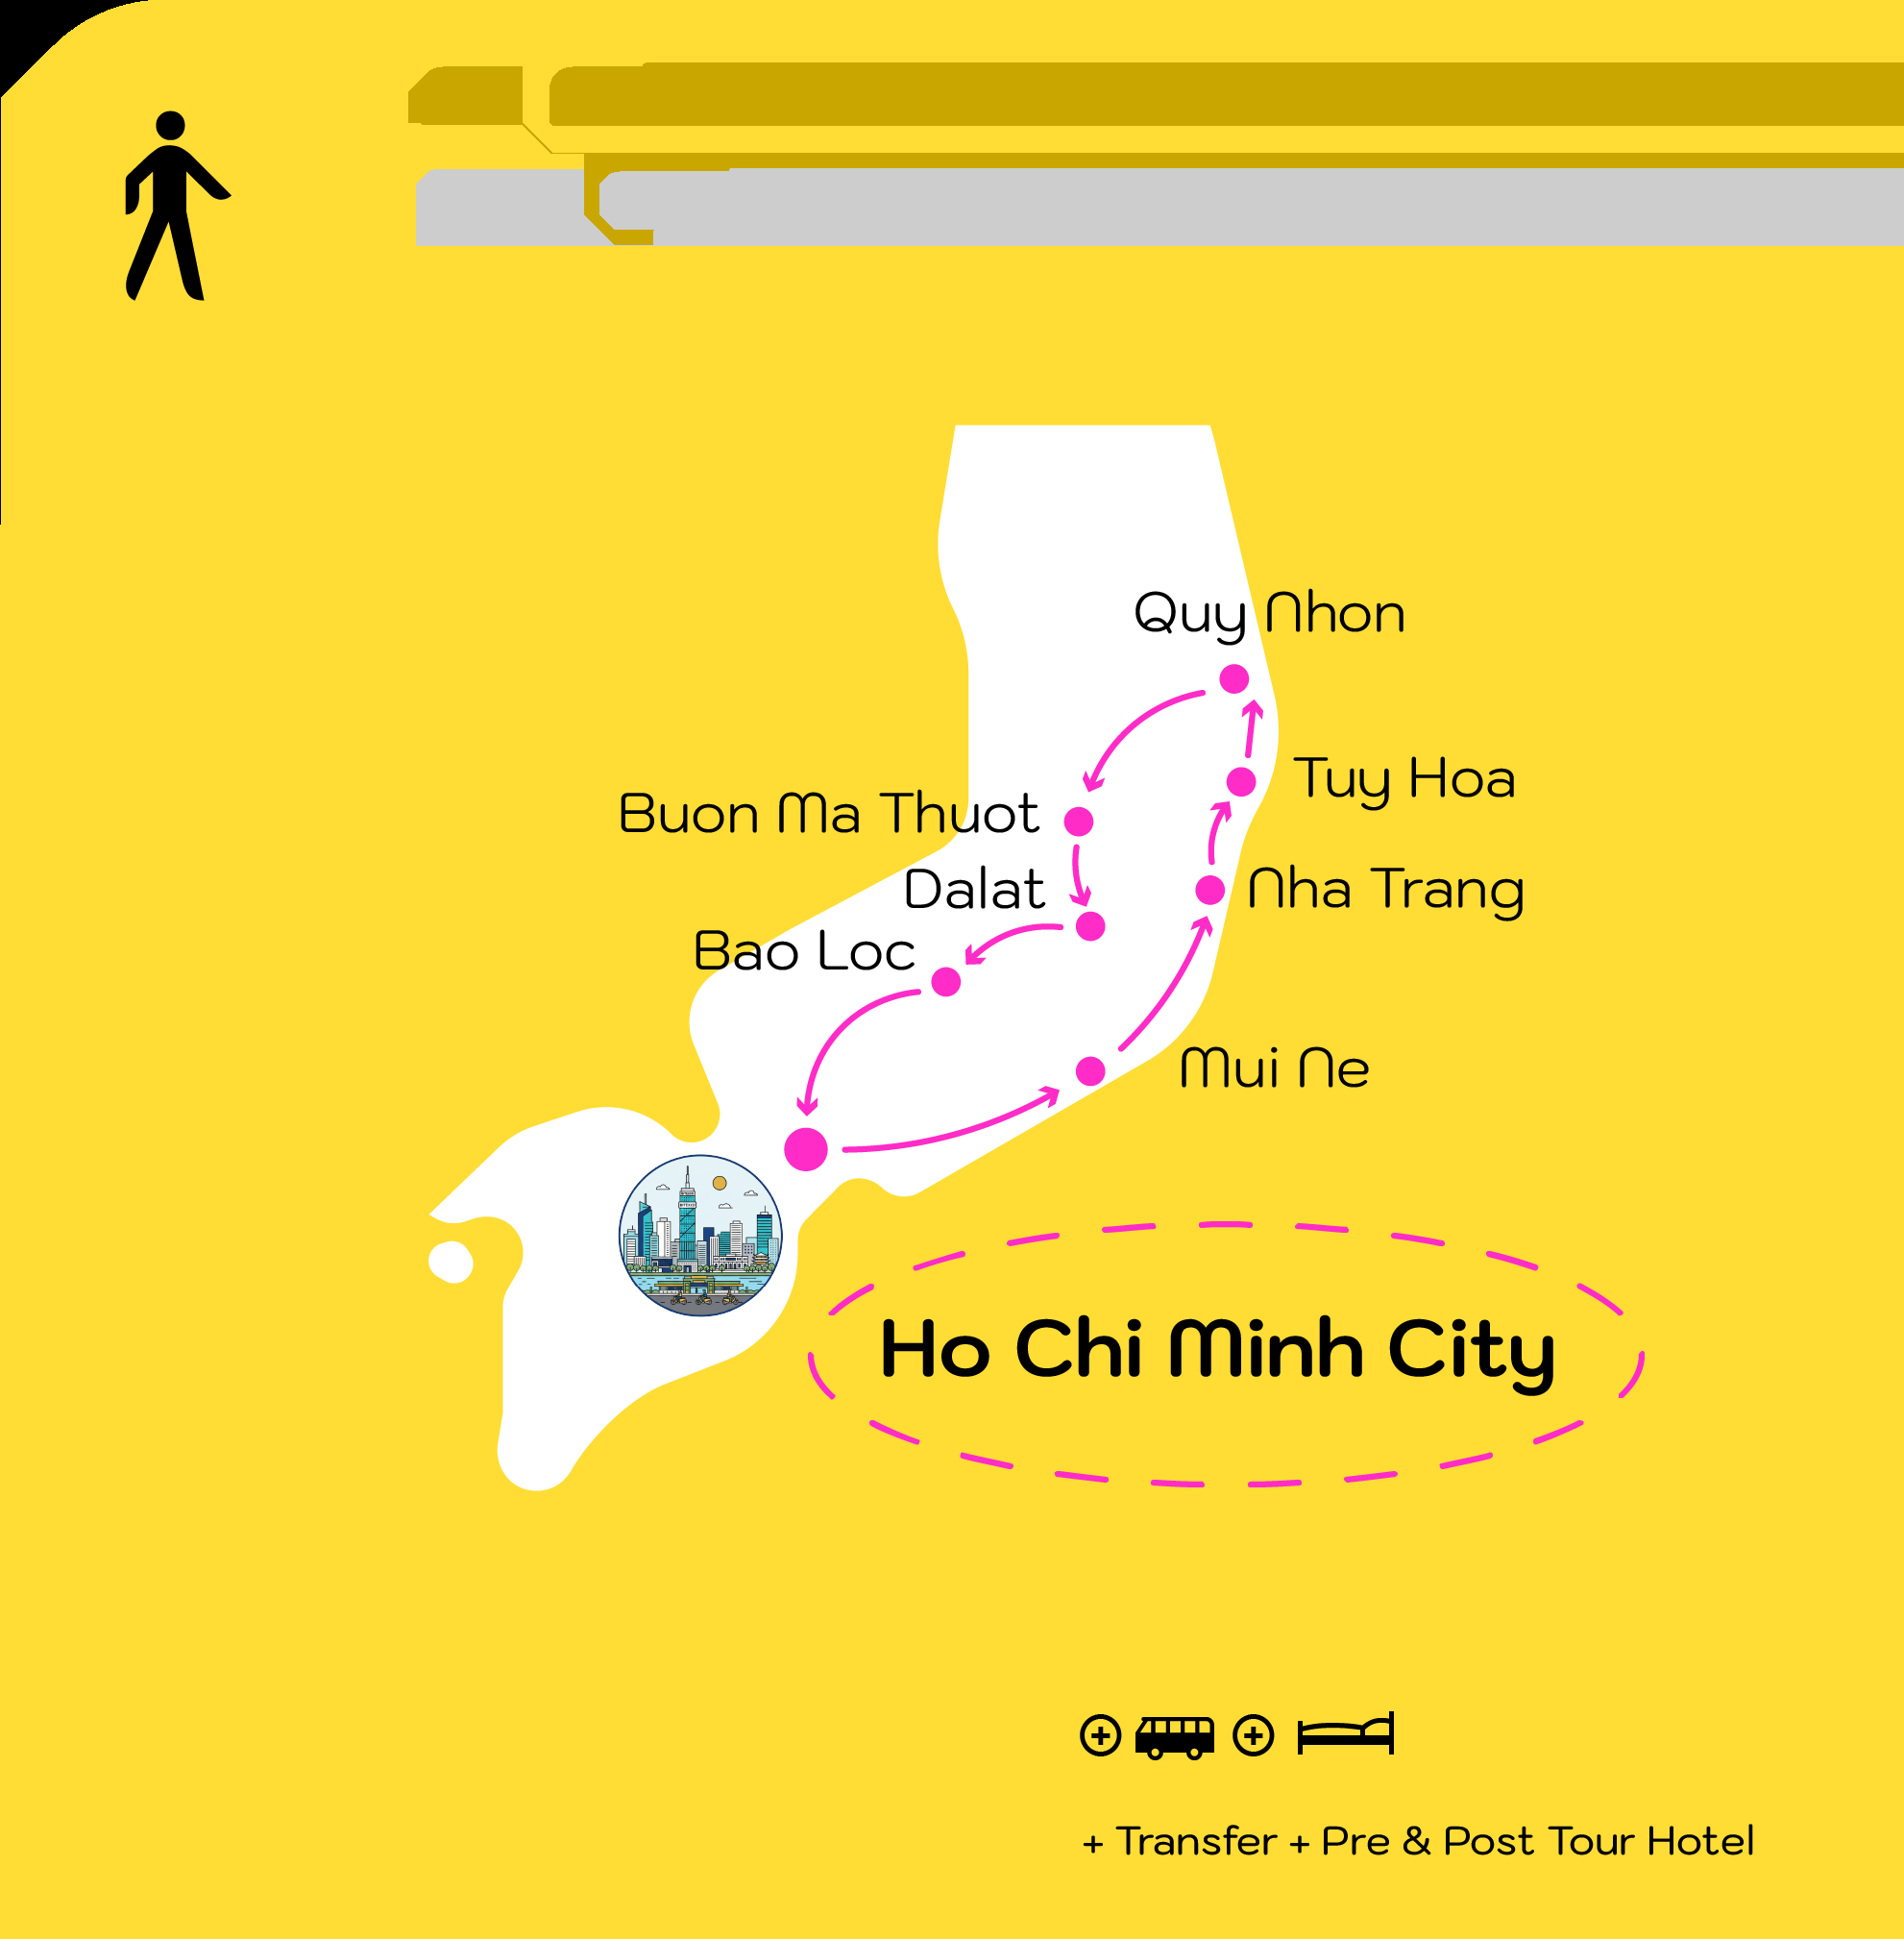 Quy Nhon
Tuy Hoa
Buon Ma Thuot
Dalat
Nha Trang
Bao Loc
Mui Ne
Ho Chi Minh City
+ Transfer + Pre & Post Tour Hotel